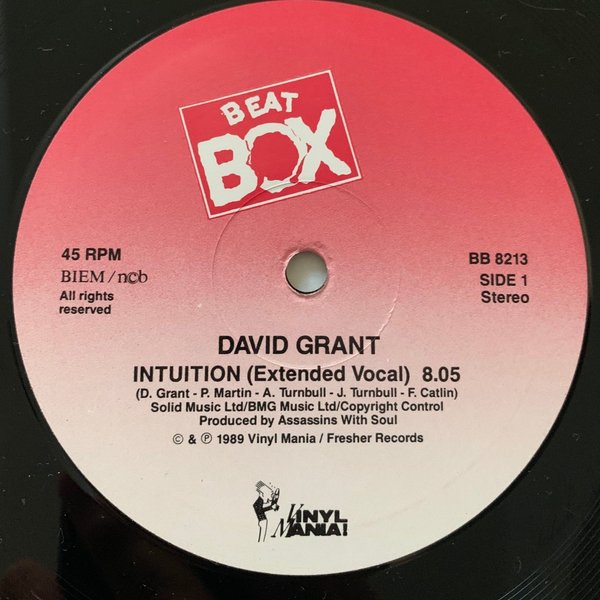 BEAT
BOX
45 RPM
BIEM/ncb
All rights
reserved
BB 8213
SIDE 1
Stereo
DAVID GRANT
INTUITION (Extended Vocal) 8.05
(D. Grant - P. Martin - A. Turnbull - J. Turnbull - F. Catlin)
Solid Music Ltd/BMG Music Ltd/Copyright Control
Produced by Assassins With Soul
© & ℗ 1989 Vinyl Mania / Fresher Records
VINYL
MANIA!